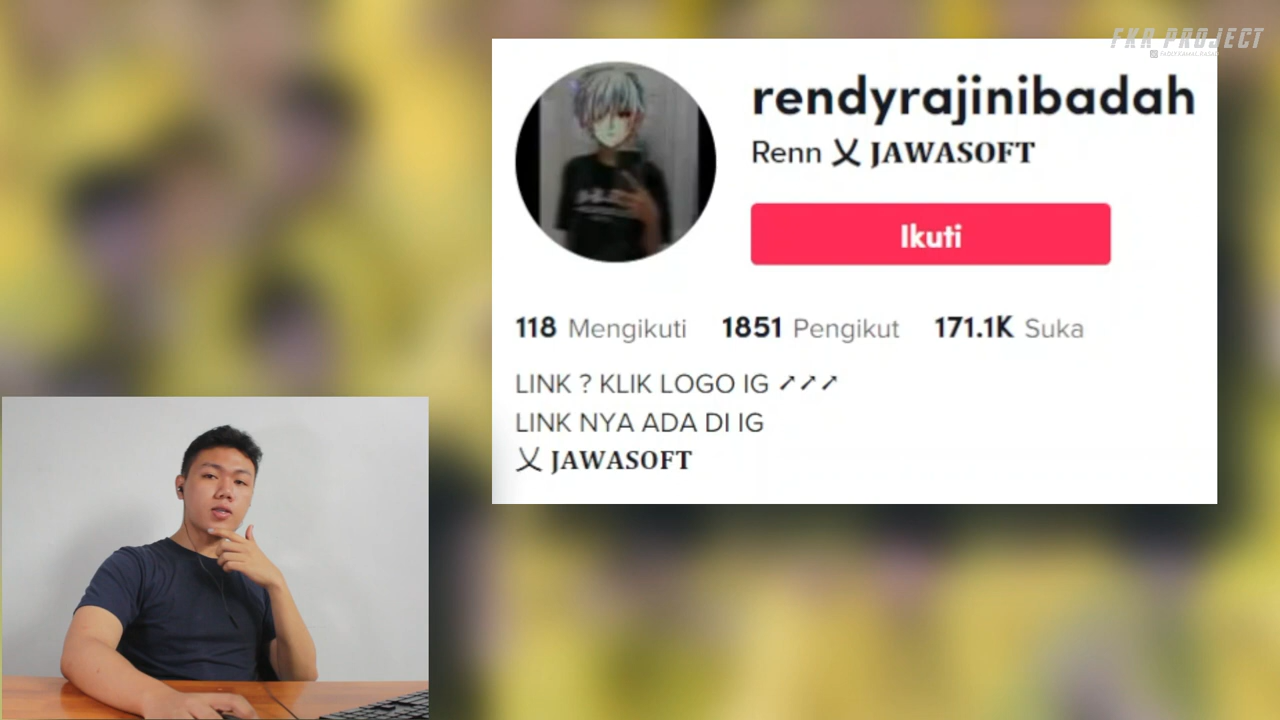 FKR PROJECT
rendyrajinibadah
Renn 乂 𝐉𝐀𝐖𝐀𝐒𝐎𝐅𝐓
Ikuti
118 Mengikuti 1851 Pengikut 171.1K Suka
LINK ? KLIK LOGO IG ➚➚➚
LINK NYA ADA DI IG
乂 𝐉𝐀𝐖𝐀𝐒𝐎𝐅𝐓